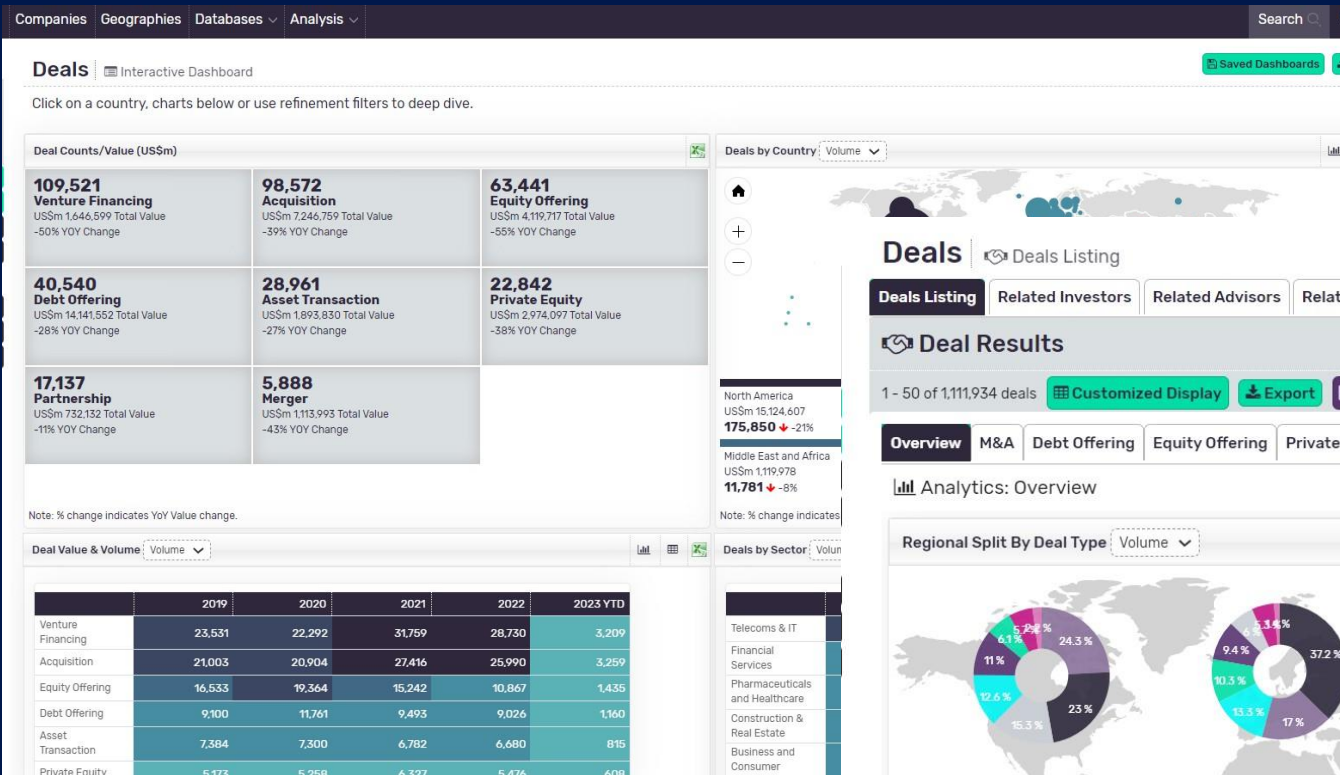 Companies Geographies Databases Analysis Search
Deals Interactive Dashboard
Saved Dashboards
Click on a country, charts below or use refinement filters to deep dive.
Deal Counts/Value (US$m)
109,521
Venture Financing
US$m 1,646,599 Total Value
-50% YOY Change
98,572
Acquisition
US$m 7,246,759 Total Value
-39% YOY Change
63,441
Equity Offering
US$m 4,119,717 Total Value
-55% YOY Change
40,540
Debt Offering
US$m 14,141,552 Total Value
-28% YOY Change
28,961
Asset Transaction
US$m 1,893,830 Total Value
-27% YOY Change
22,842
Private Equity
US$m 2,974,097 Total Value
-38% YOY Change
17,137
Partnership
US$m 732,132 Total Value
-11% YOY Change
5,888
Merger
US$m 1,113,993 Total Value
-43% YOY Change
Note: % change indicates YoY Value change.
Deals by Country Volume
North America
US$m 15,124,607
175,850 -21%
Middle East and Africa
US$m 1,119,978
11,781 -8%
Note: % change indicates
Deal Value & Volume Volume
2019 2020 2021 2022 2023 YTD
Venture Financing 23,531 22,292 31,759 28,730 3,209
Acquisition 21,003 20,904 27,416 25,990 3,259
Equity Offering 16,533 19,364 15,242 10,867 1,435
Debt Offering 9,100 11,761 9,493 9,026 1,160
Asset Transaction 7,384 7,300 6,782 6,680 815
Private Equity 5,173 5,258 6,327 5,476 608
Deals by Sector
Telecoms & IT
Financial
Services
Pharmaceuticals
and Healthcare
Construction &
Real Estate
Business and
Consumer
Deals Deals Listing
Deals Listing Related Investors Related Advisors
Deal Results
1 - 50 of 1,111,934 deals Customized Display Export
Overview M&A Debt Offering Equity Offering Private
Analytics: Overview
Regional Split By Deal Type Volume
24.3 %
23 %
15.3 %
12.6 %
11 %
6.1 %
37.2 %
17 %
13.3 %
10.3 %
9.4 %